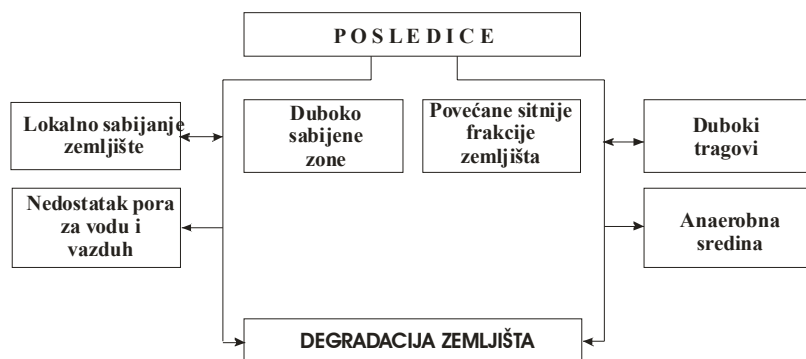 POSLEDICE
Lokalno sabijanje
zemljište
Duboko
sabijene
zone
Povećane sitnije
frakcije
zemljišta
Duboki
tragovi
Nedostatak pora
za vodu i
vazduh
Anaerobna
sredina
DEGRADACIJA ZEMLJIŠTA